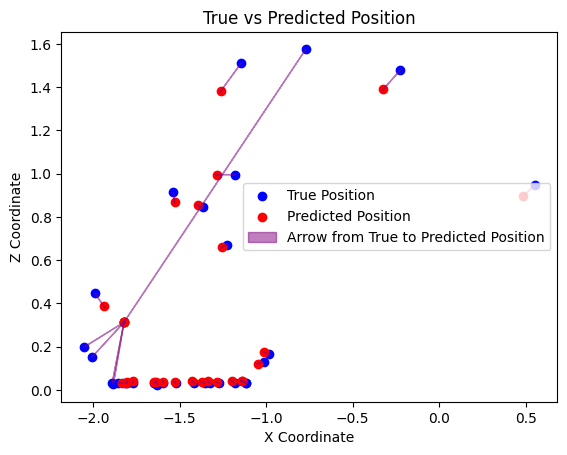 True vs Predicted Position
1.6
1.4
1.2
1.0
0.8
0.6
0.4
0.2
0.0
Z Coordinate
True Position
Predicted Position
Arrow from True to Predicted Position
−2.0 −1.5 −1.0 −0.5 0.0 0.5
X Coordinate